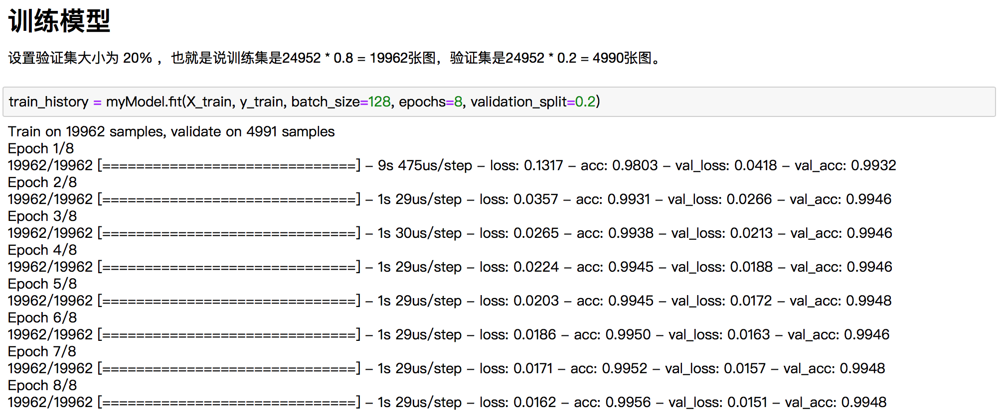 训练模型
设置验证集大小为 20% ，也就是说训练集是24952 * 0.8 = 19962张图，验证集是24952 * 0.2 = 4990张图。
train_history = myModel.fit(X_train, y_train, batch_size=128, epochs=8, validation_split=0.2)
Train on 19962 samples, validate on 4991 samples
Epoch 1/8
19962/19962 [==============================] – 9s 475us/step – loss: 0.1317 – acc: 0.9803 – val_loss: 0.0418 – val_acc: 0.9932
Epoch 2/8
19962/19962 [==============================] – 1s 29us/step – loss: 0.0357 – acc: 0.9931 – val_loss: 0.0266 – val_acc: 0.9946
Epoch 3/8
19962/19962 [==============================] – 1s 30us/step – loss: 0.0265 – acc: 0.9938 – val_loss: 0.0213 – val_acc: 0.9946
Epoch 4/8
19962/19962 [==============================] – 1s 29us/step – loss: 0.0224 – acc: 0.9945 – val_loss: 0.0188 – val_acc: 0.9946
Epoch 5/8
19962/19962 [==============================] – 1s 29us/step – loss: 0.0203 – acc: 0.9945 – val_loss: 0.0172 – val_acc: 0.9948
Epoch 6/8
19962/19962 [==============================] – 1s 29us/step – loss: 0.0186 – acc: 0.9950 – val_loss: 0.0163 – val_acc: 0.9946
Epoch 7/8
19962/19962 [==============================] – 1s 29us/step – loss: 0.0171 – acc: 0.9952 – val_loss: 0.0157 – val_acc: 0.9948
Epoch 8/8
19962/19962 [==============================] – 1s 29us/step – loss: 0.0162 – acc: 0.9956 – val_loss: 0.0151 – val_acc: 0.9948